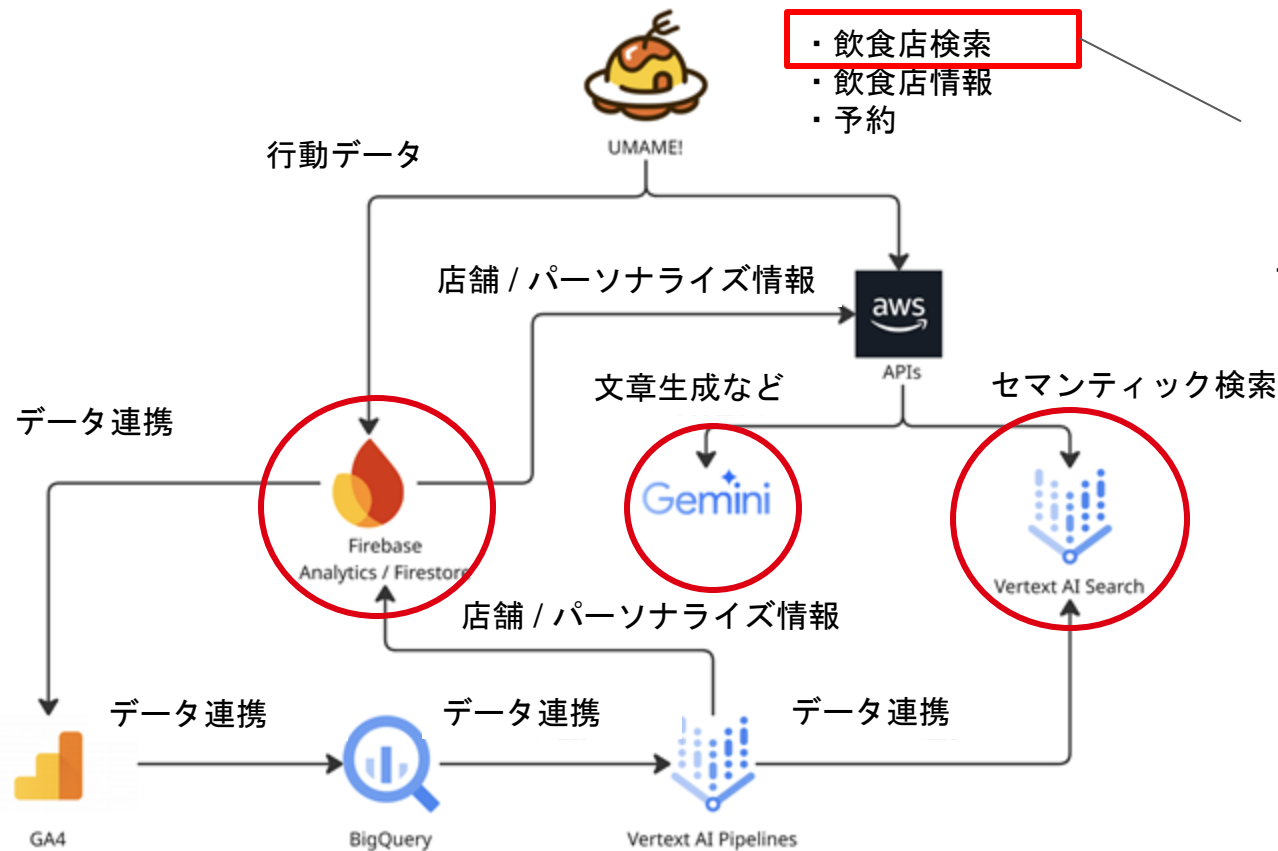 ・飲食店検索
・飲食店情報
・予約
UMAME!
行動データ
店舗 / パーソナライズ情報
aws
APIs
文章生成など
セマンティック検索
データ連携
Gemini
Firebase
Analytics / Firestore
Vertext AI Search
店舗 / パーソナライズ情報
データ連携
データ連携
データ連携
GA4
BigQuery
Vertext AI Pipelines